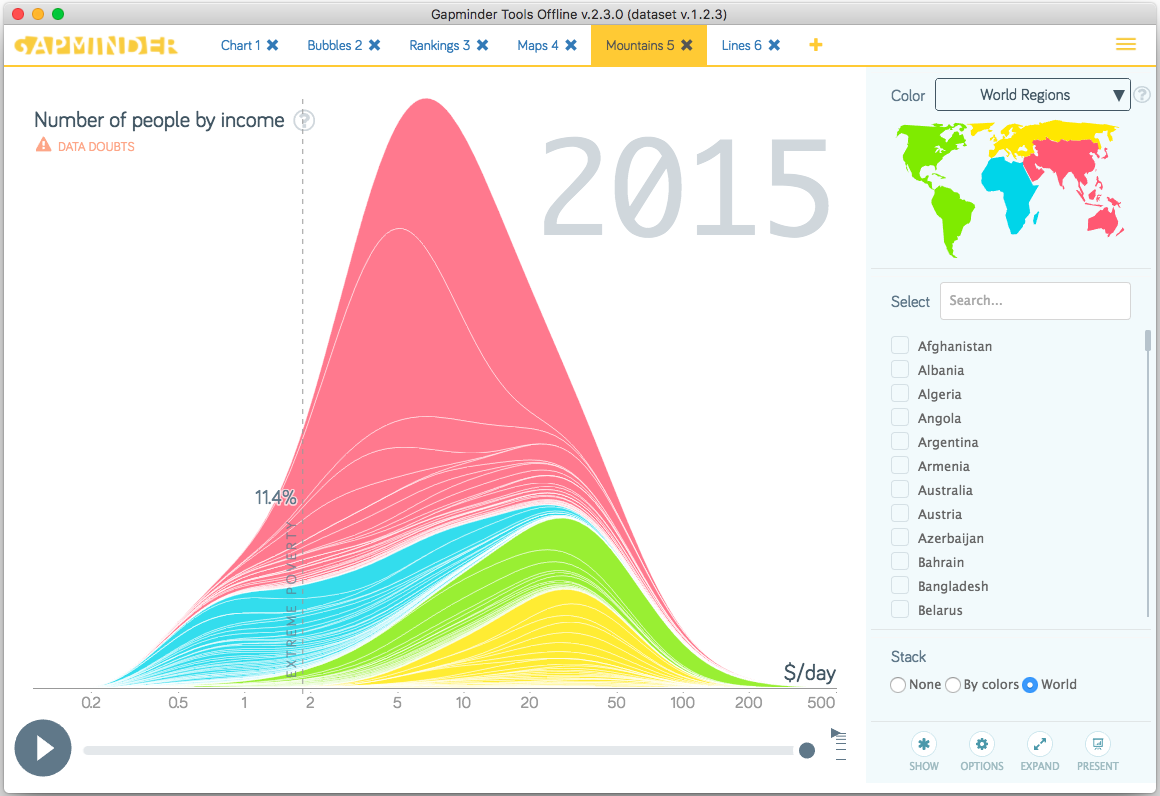 Gapminder Tools Offline v.2.3.0 (dataset v.1.2.3)
GAPMINDER
Chart 1 ✖ Bubbles 2 ✖ Rankings 3 ✖ Maps 4 ✖ Mountains 5 ✖ Lines 6 ✖ +
Number of people by income ?
DATA DOUBTS
2015
11.4%
EXTREME POVERTY
$/day
0.2 0.5 1 2 5 10 20 50 100 200 500
Color World Regions ▼ ?
Select Search...
Afghanistan
Albania
Algeria
Angola
Argentina
Armenia
Australia
Austria
Azerbaijan
Bahrain
Bangladesh
Belarus
Stack
None By colors World
SHOW OPTIONS EXPAND PRESENT